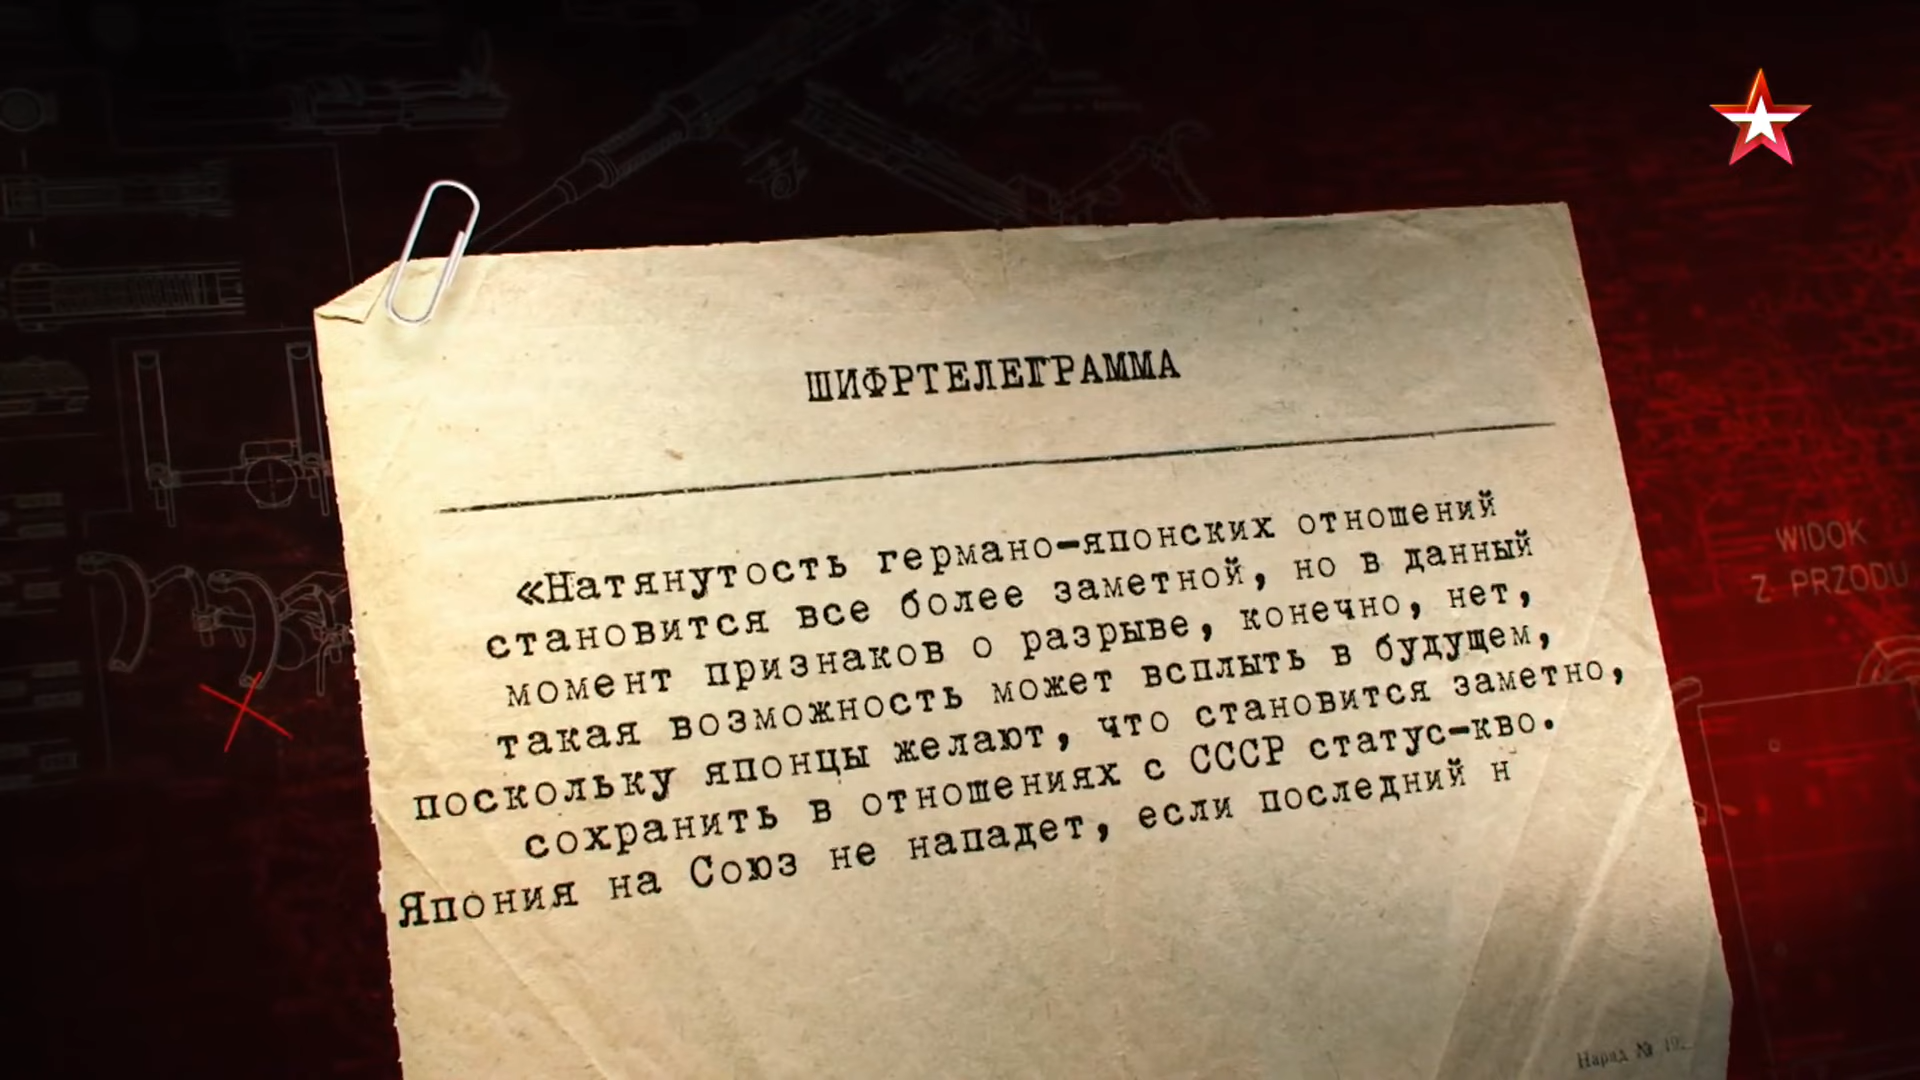 ШИФРТЕЛЕГРАММА
«Натянутость германо-японских отношений
становится все более заметной, но в данный
момент признаков о разрыве, конечно, нет,
такая возможность может всплыть в будущем,
поскольку японцы желают, что становится заметно,
сохранить в отношениях с СССР статус-кво.
Япония на Союз не нападет, если последний н
WIDOK
Z PRZODU
Наряд №